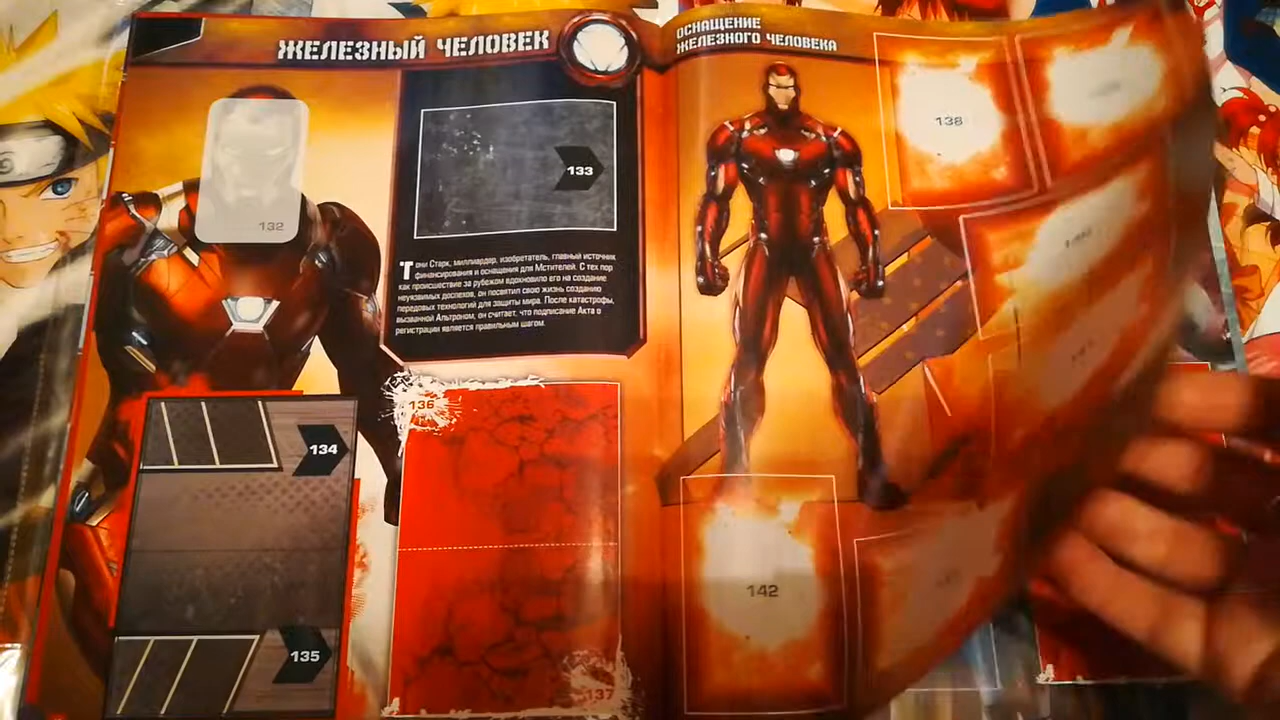 ЖЕЛЕЗНЫЙ ЧЕЛОВЕК
132
133
Тони Старк, миллиардер, изобретатель, главный источник
финансирования и оснащения для Мстителей. С тех пор
как происшествие за рубежом вдохновило его на создание
неуязвимых доспехов, он посвятил свою жизнь созданию
передовых технологий для защиты мира. После катастрофы,
вызванной Альтроном, он считает, что подписание Акта о
регистрации является правильным шагом.
134
135
136
137
ОСНАЩЕНИЕ
ЖЕЛЕЗНОГО ЧЕЛОВЕКА
138
142